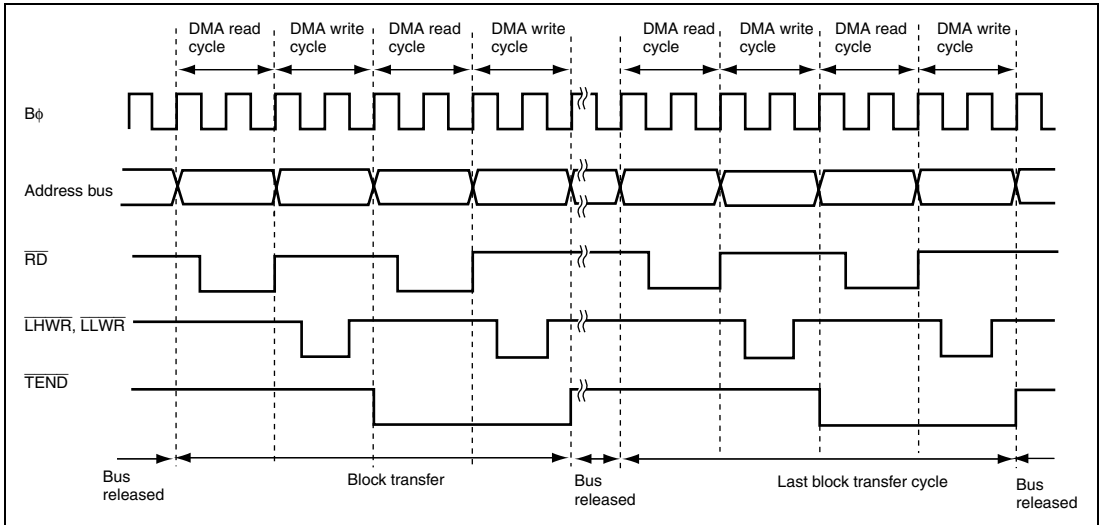 DMA read cycle
DMA write cycle
DMA read cycle
DMA write cycle
DMA read cycle
DMA write cycle
DMA read cycle
DMA write cycle
Bφ
Address bus
RD
LHWR, LLWR
TEND
Bus released
Block transfer
Bus released
Last block transfer cycle
Bus released